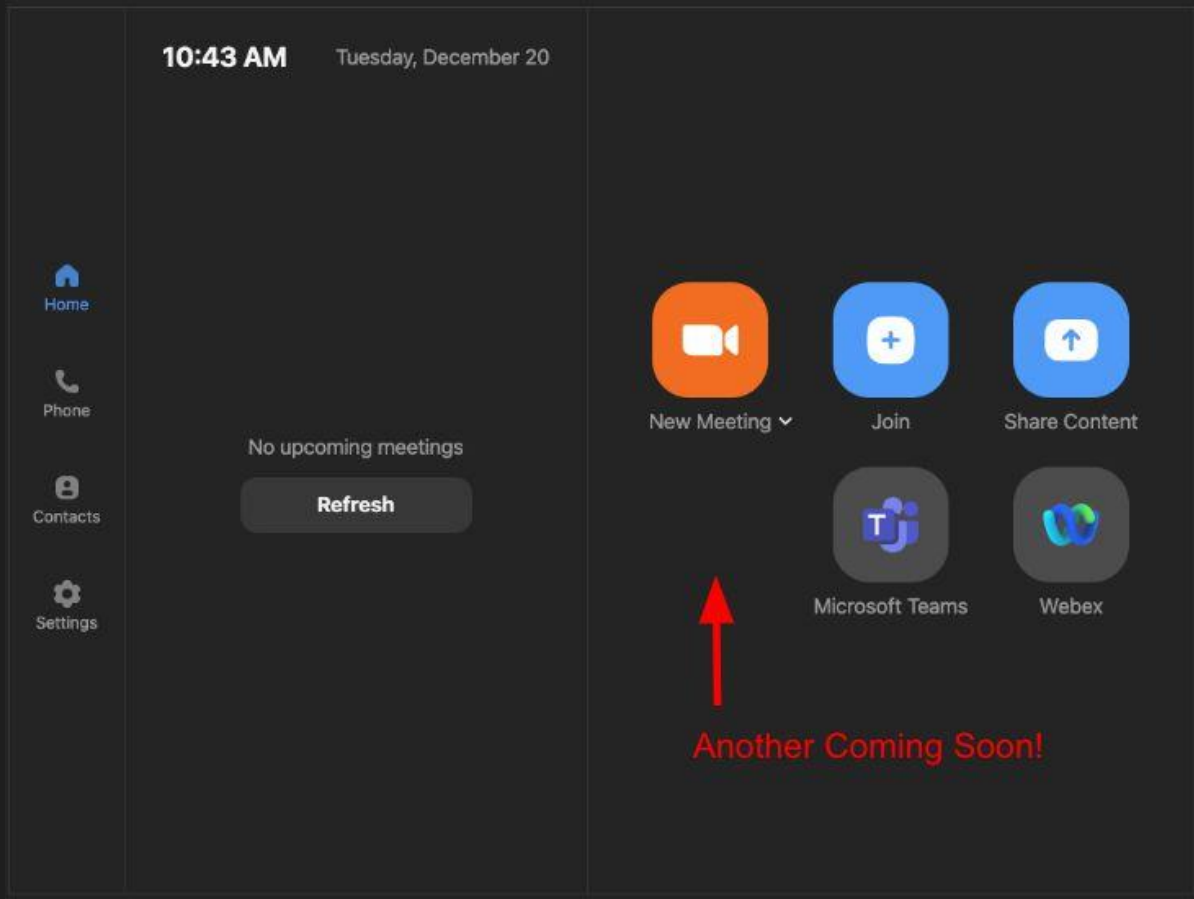 10:43 AM Tuesday, December 20
Home
Phone
Contacts
Settings
No upcoming meetings
Refresh
New Meeting Join Share Content
T
Microsoft Teams Webex
Another Coming Soon!